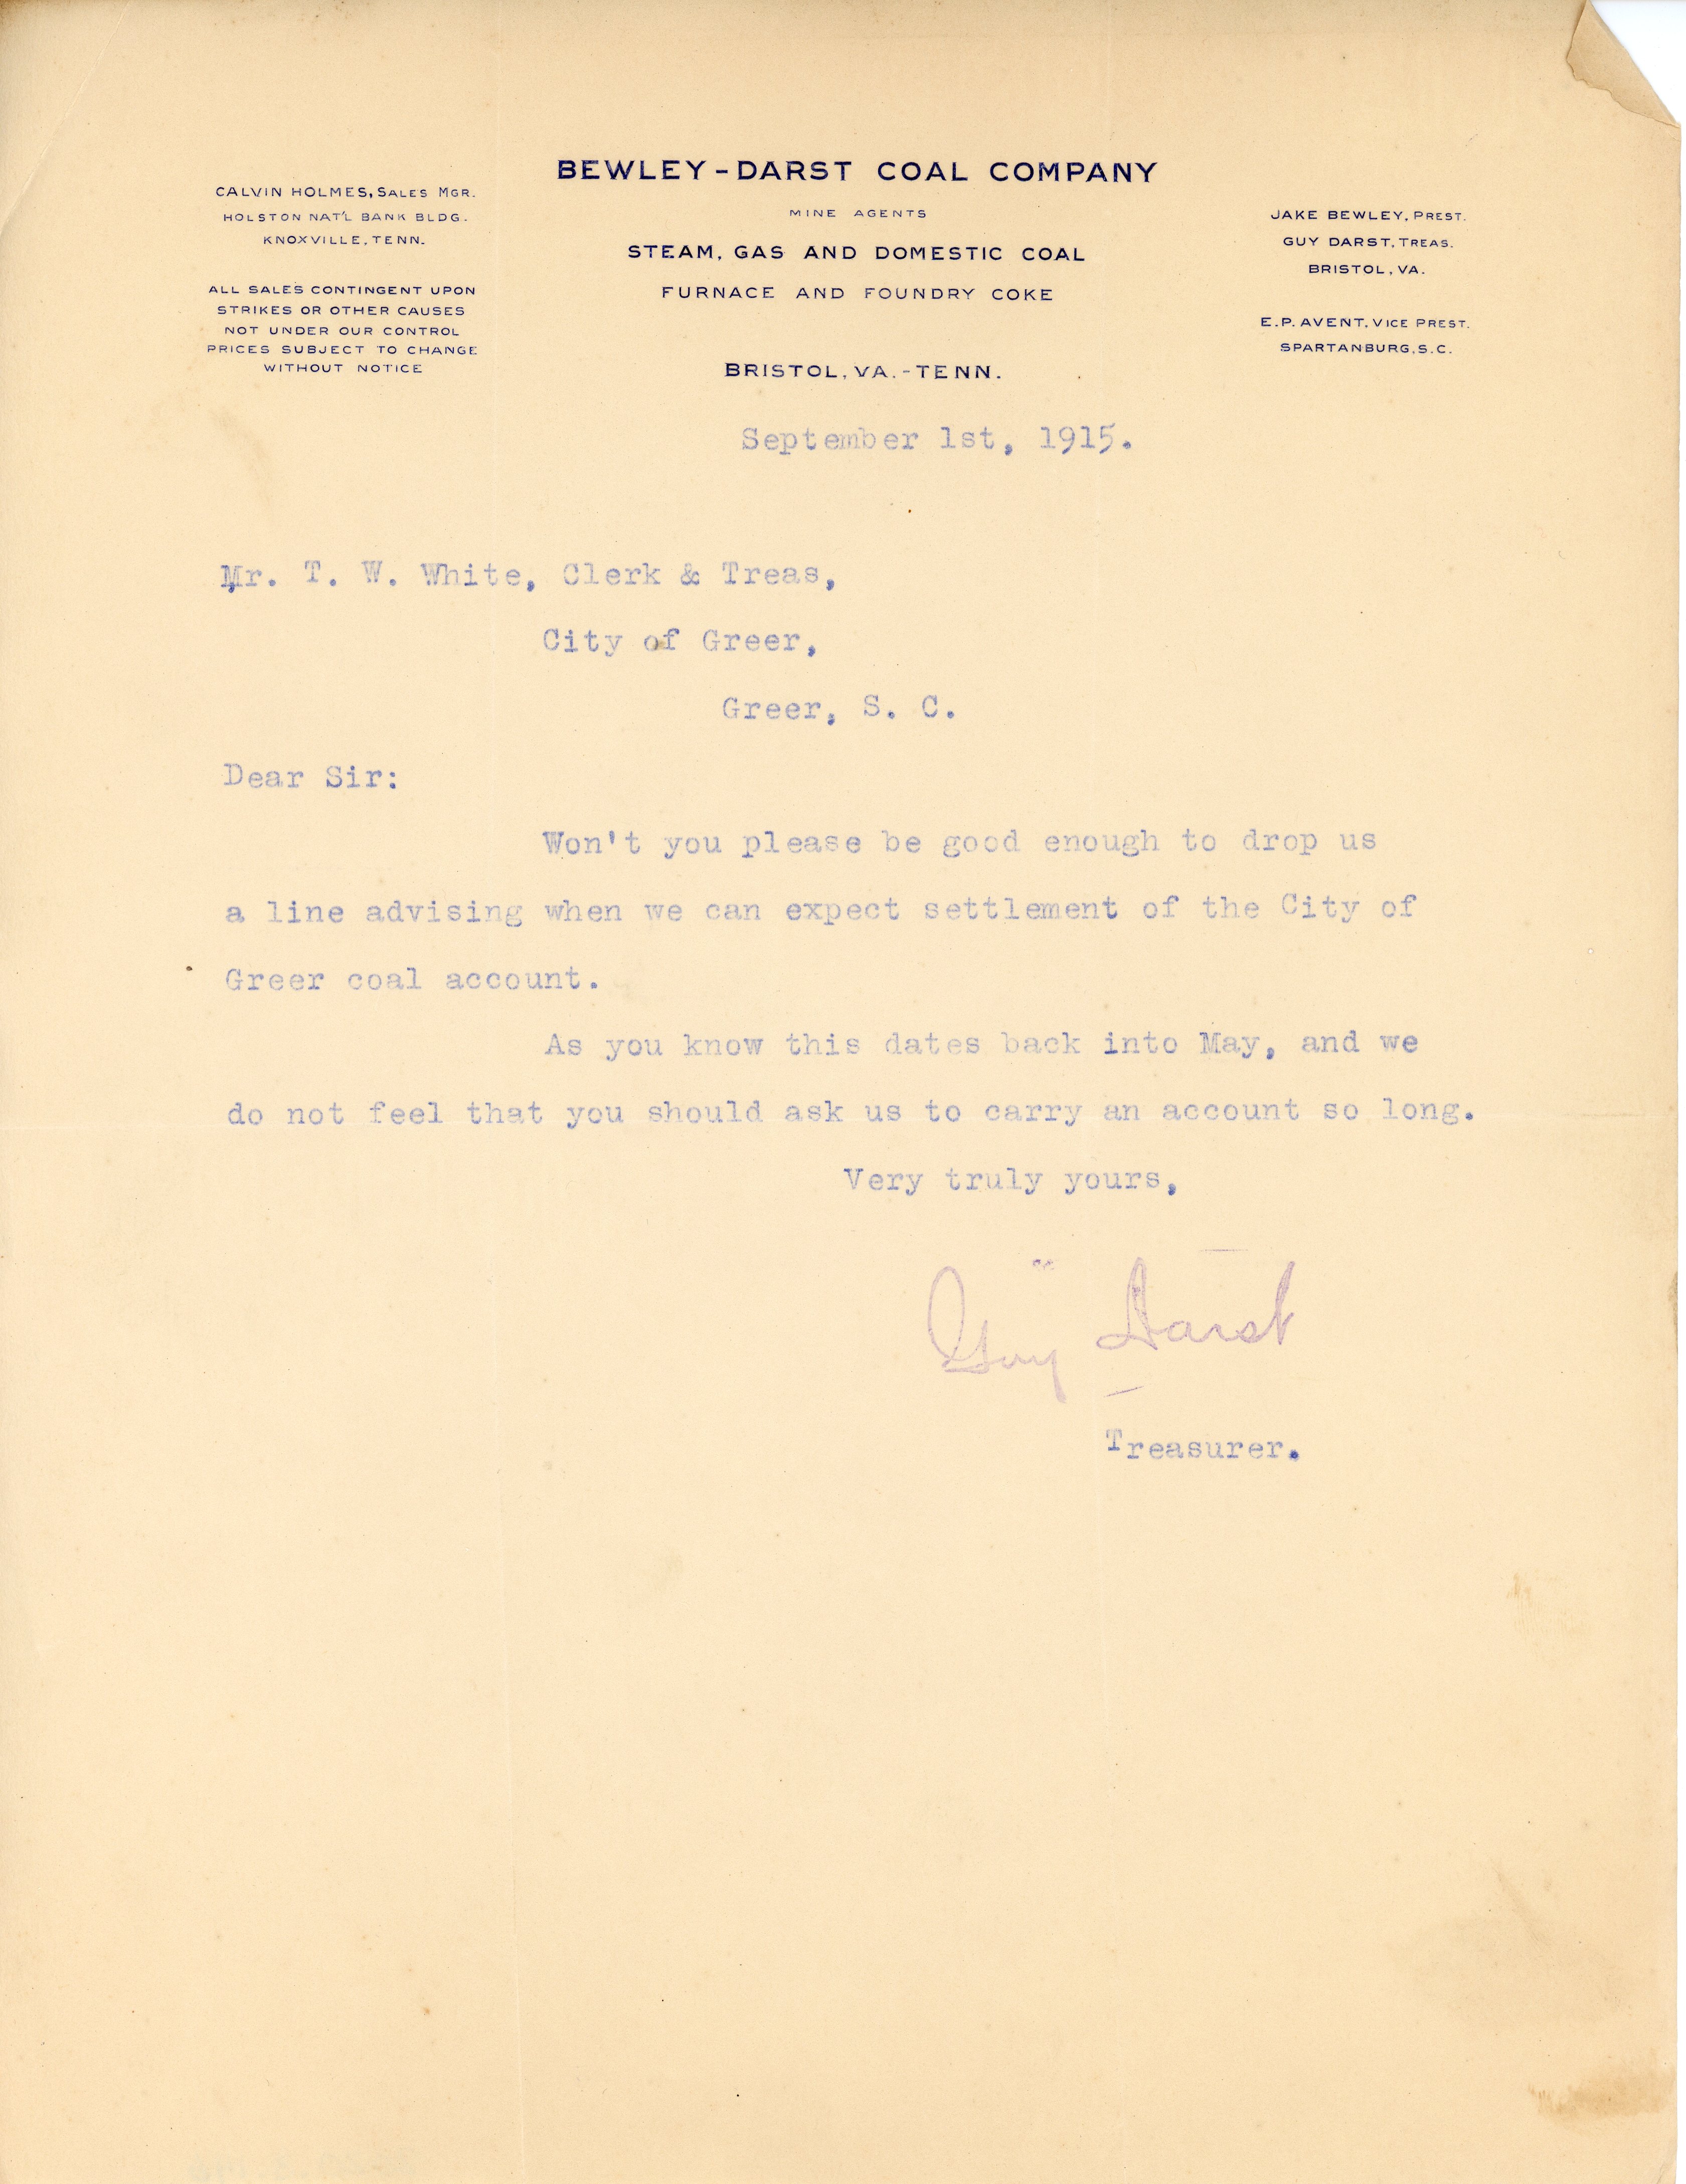 BEWLEY-DARST COAL COMPANY
MINE AGENTS
STEAM, GAS AND DOMESTIC COAL
FURNACE AND FOUNDRY COKE
BRISTOL, VA.-TENN.
CALVIN HOLMES, SALES MGR.
HOLSTON NAT'L BANK BLDG.
KNOXVILLE, TENN.
ALL SALES CONTINGENT UPON
STRIKES OR OTHER CAUSES
NOT UNDER OUR CONTROL
PRICES SUBJECT TO CHANGE
WITHOUT NOTICE
JAKE BEWLEY, PREST.
GUY DARST, TREAS.
BRISTOL, VA.
E.P. AVENT, VICE PREST.
SPARTANBURG, S.C.
September 1st, 1915.
Mr. T. W. White, Clerk & Treas,
City of Greer,
Greer, S. C.
Dear Sir:
Won't you please be good enough to drop us
a line advising when we can expect settlement of the City of
Greer coal account.
As you know this dates back into May, and we
do not feel that you should ask us to carry an account so long.
Very truly yours,
Guy Darst
Treasurer.